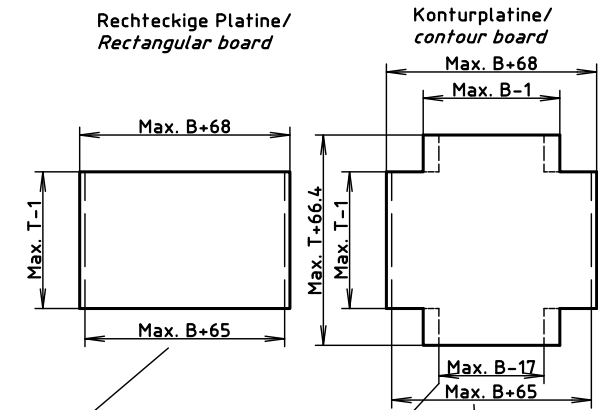 Rechteckige Platine/
Rectangular board
Max. B+68
Max. T-1
Max. B+65
Konturplatine/
contour board
Max. B+68
Max. B-1
Max. T+66.4
Max. T-1
Max. B-17
Max. B+65